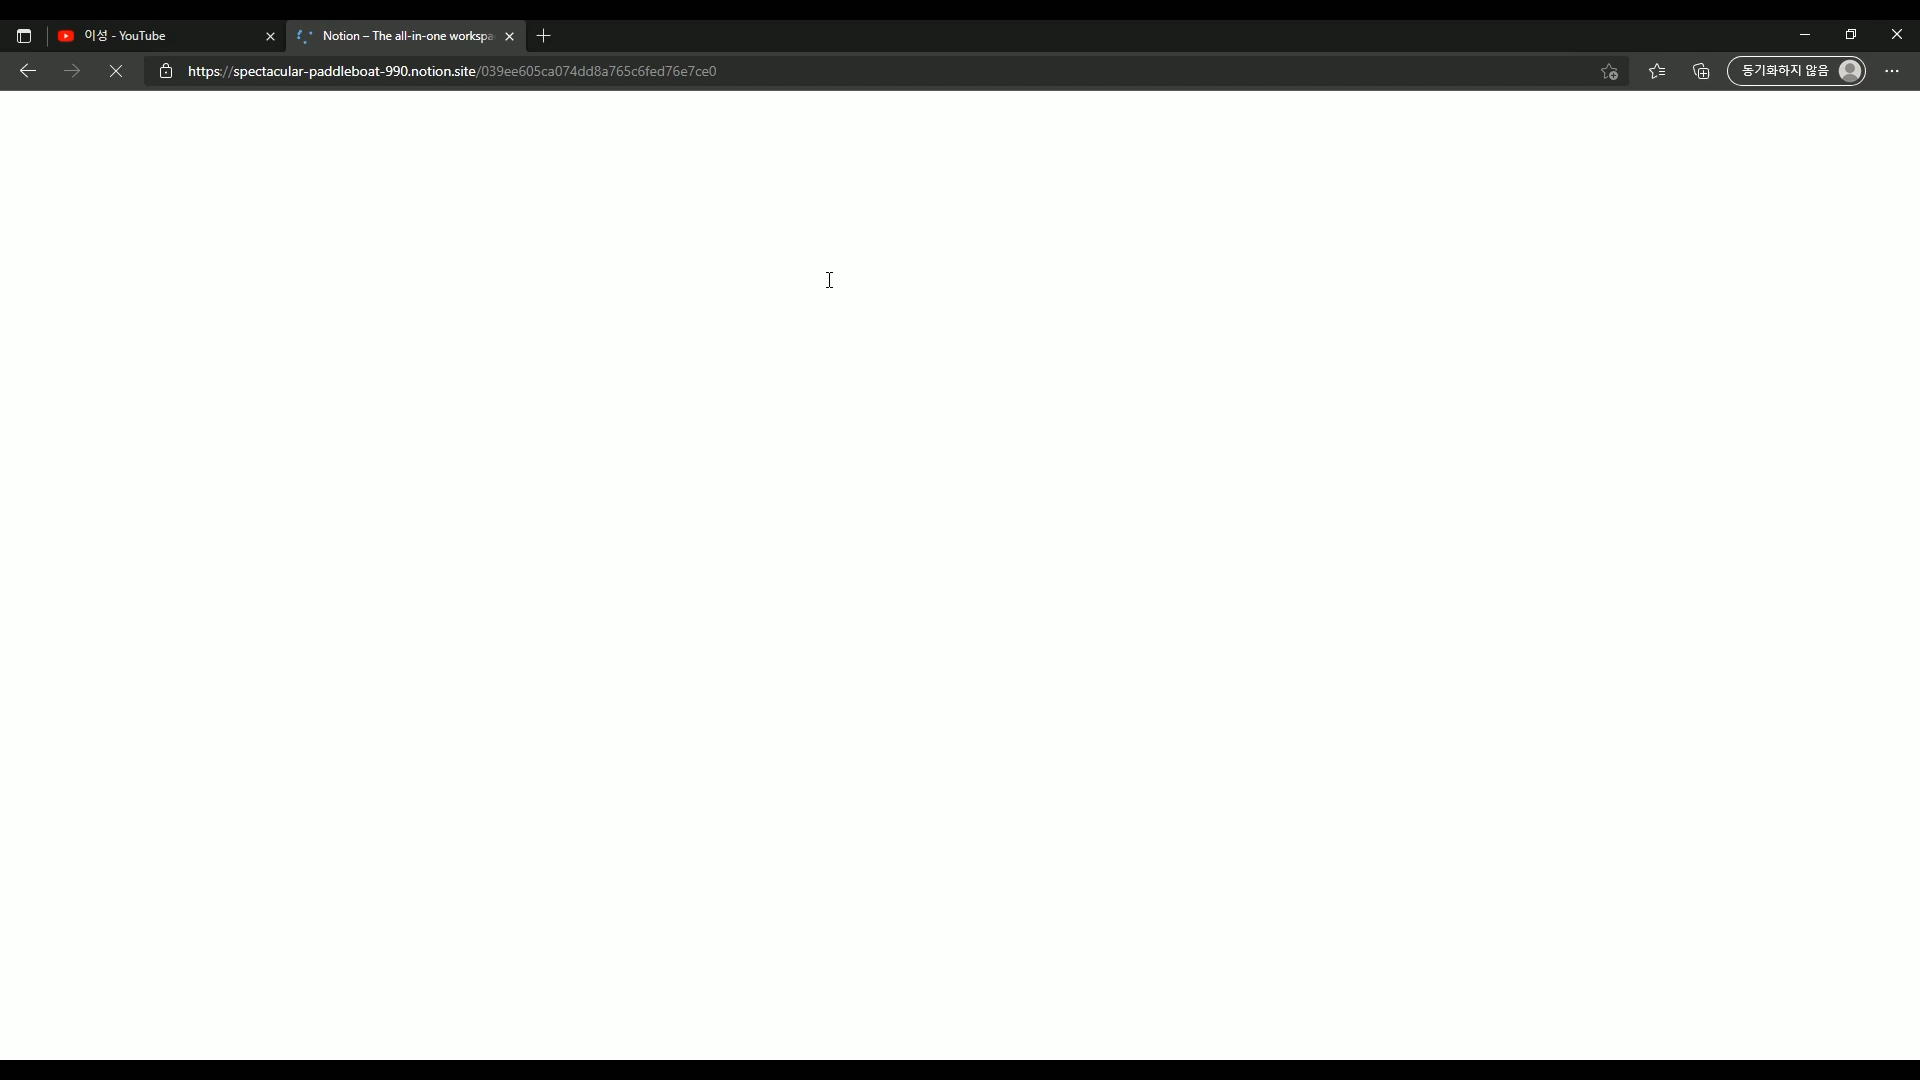 이성 - YouTube
Notion – The all-in-one workspa
https://spectacular-paddleboat-990.notion.site/039ee605ca074dd8a765c6fed76e7ce0
동기화하지 않음